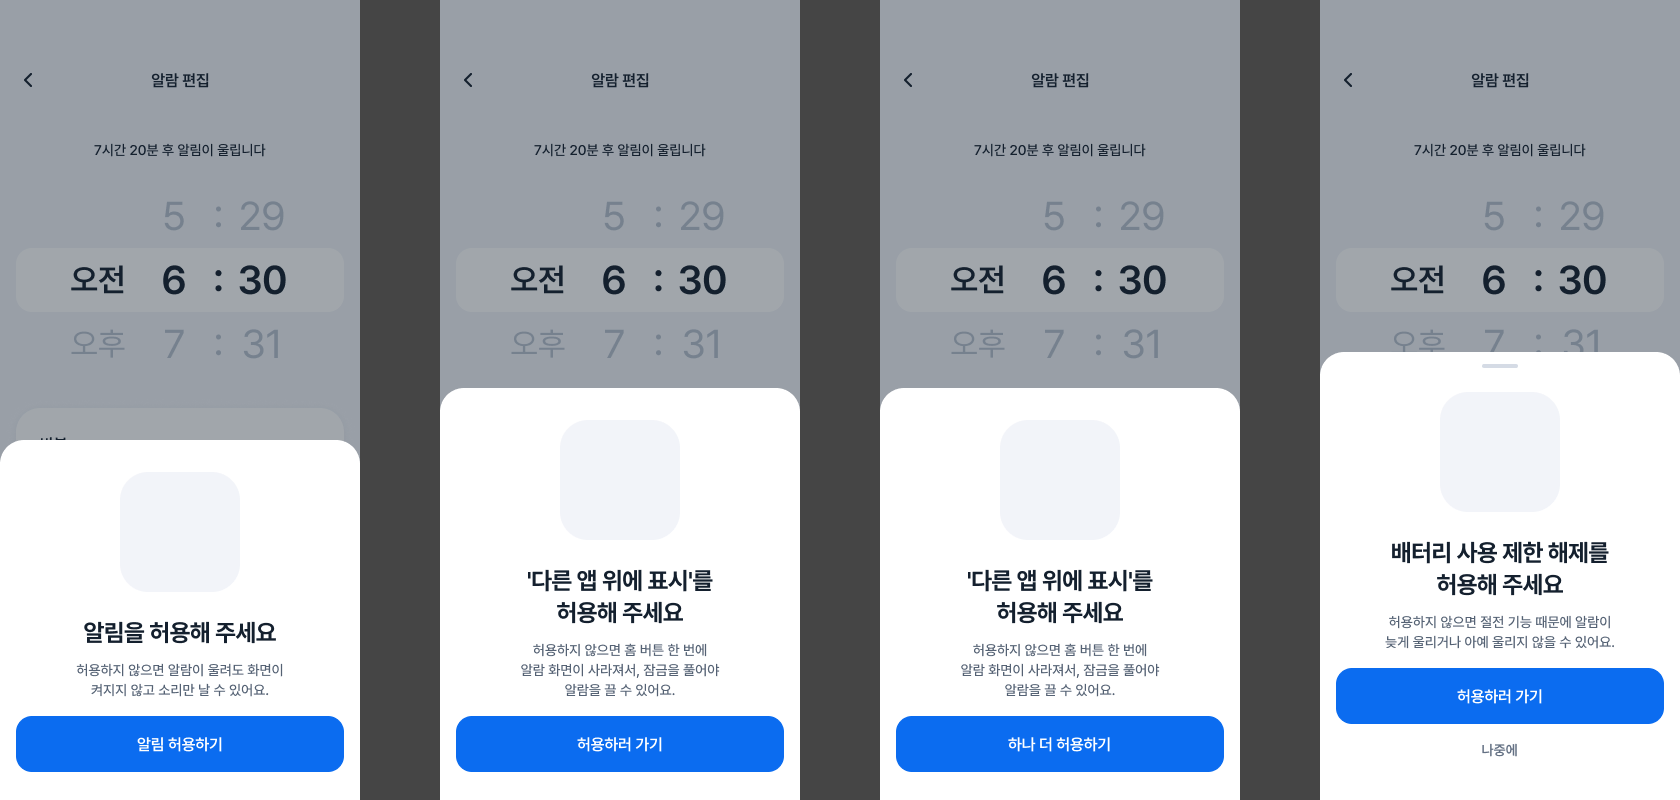 알람 편집
7시간 20분 후 알림이 울립니다
5 : 29
오전 6 : 30
오후 7 : 31
알림을 허용해 주세요
허용하지 않으면 알람이 울려도 화면이
켜지지 않고 소리만 날 수 있어요.
알림 허용하기
알람 편집
7시간 20분 후 알림이 울립니다
5 : 29
오전 6 : 30
오후 7 : 31
'다른 앱 위에 표시'를
허용해 주세요
허용하지 않으면 홈 버튼 한 번에
알람 화면이 사라져서, 잠금을 풀어야
알람을 끌 수 있어요.
허용하러 가기
알람 편집
7시간 20분 후 알림이 울립니다
5 : 29
오전 6 : 30
오후 7 : 31
'다른 앱 위에 표시'를
허용해 주세요
허용하지 않으면 홈 버튼 한 번에
알람 화면이 사라져서, 잠금을 풀어야
알람을 끌 수 있어요.
하나 더 허용하기
알람 편집
7시간 20분 후 알림이 울립니다
5 : 29
오전 6 : 30
오후 7 : 31
배터리 사용 제한 해제를
허용해 주세요
허용하지 않으면 절전 기능 때문에 알람이
늦게 울리거나 아예 울리지 않을 수 있어요.
허용하러 가기
나중에